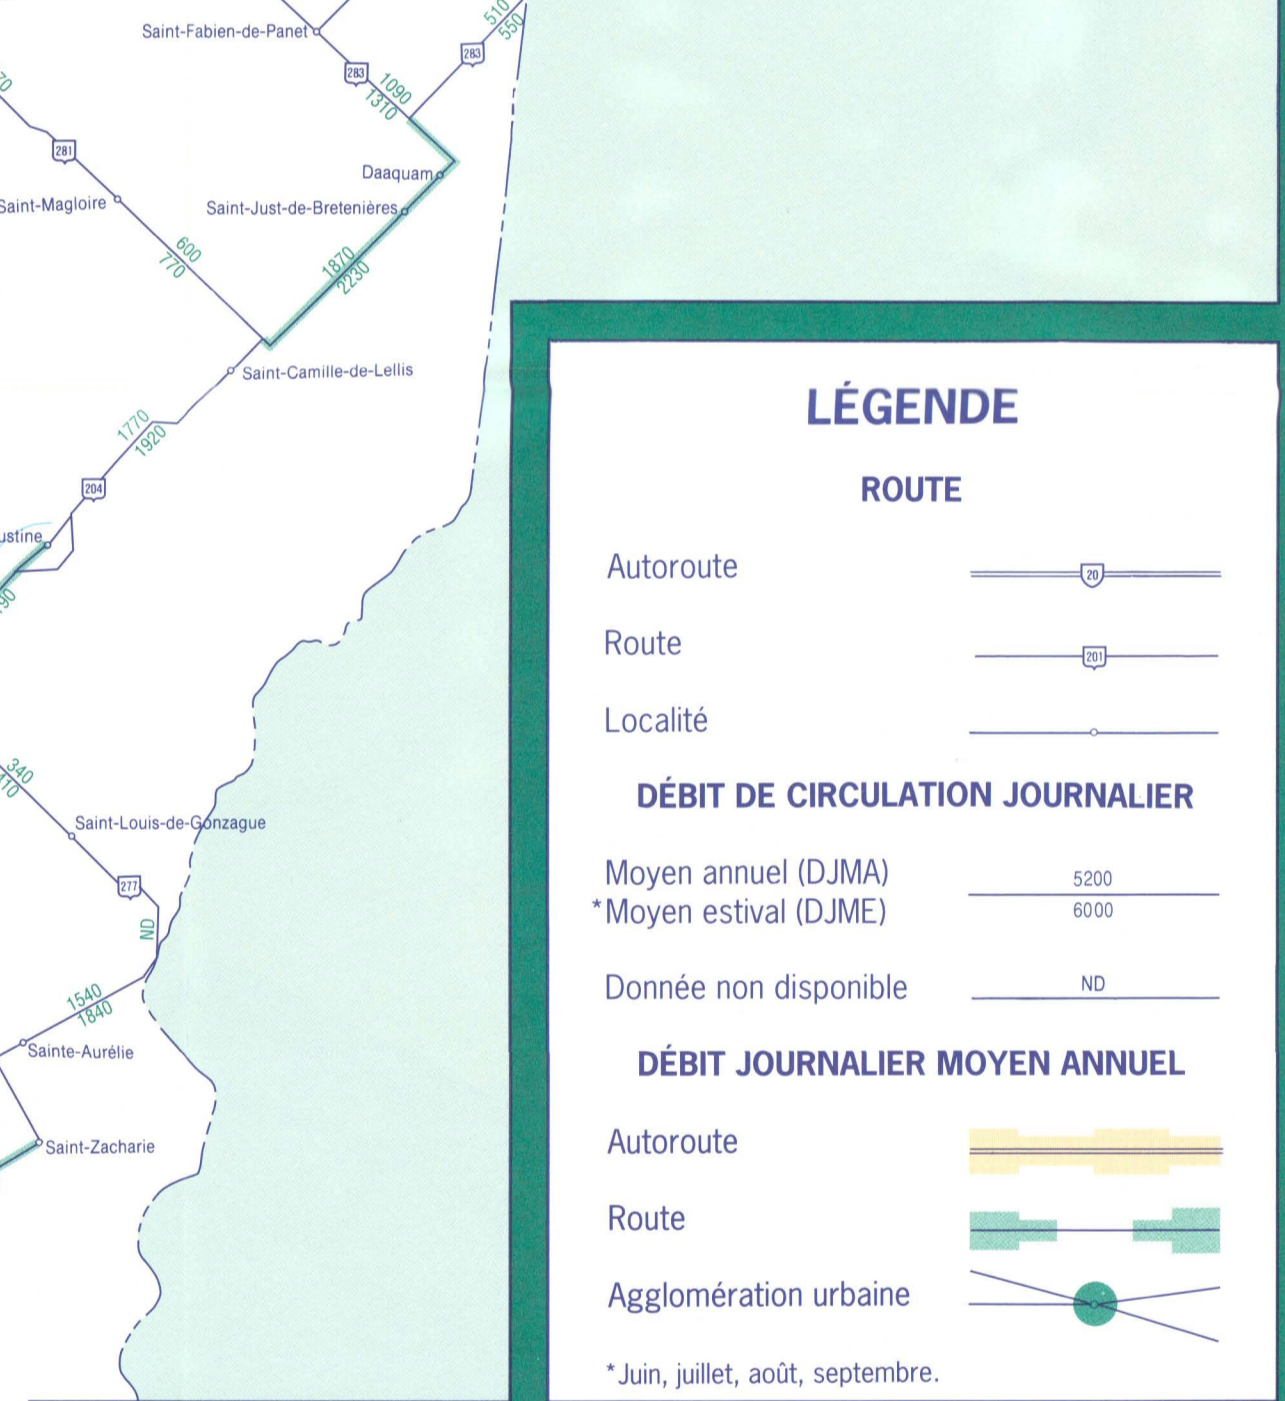 Saint-Fabien-de-Panet
510
550
283
283
1090
1310
281
Daaquam
Saint-Magloire
Saint-Just-de-Bretenières
600
770
1870
2230
Saint-Camille-de-Lellis
1770
1920
204
340
Saint-Louis-de-Gonzague
277
ND
1540
1840
Sainte-Aurélie
Saint-Zacharie
LÉGENDE
ROUTE
Autoroute
20
Route
201
Localité
DÉBIT DE CIRCULATION JOURNALIER
Moyen annuel (DJMA) 5200
*Moyen estival (DJME) 6000
Donnée non disponible ND
DÉBIT JOURNALIER MOYEN ANNUEL
Autoroute
Route
Agglomération urbaine
*Juin, juillet, août, septembre.